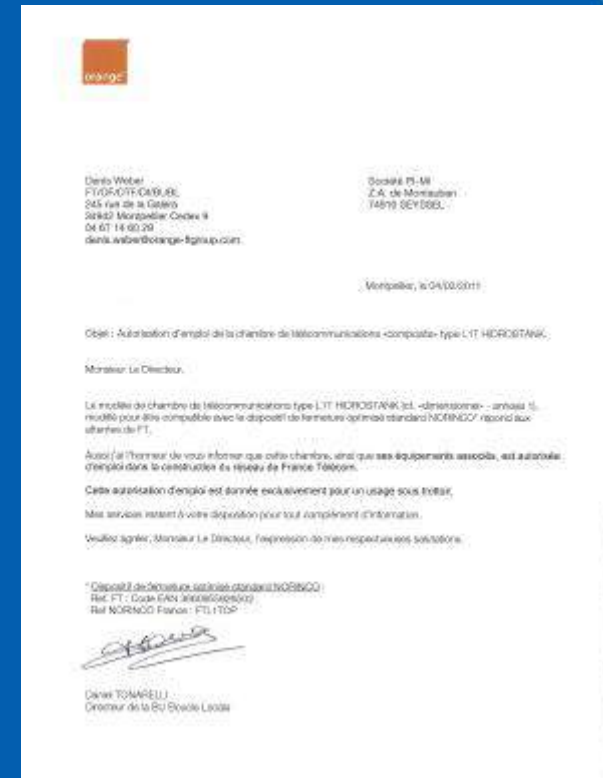 orange
Denis Weber
FT/OF/DTF/DI/BUBL
245 rue de la Galéra
Montpellier Cedex 9
04 67 14 60 29
denis.weber@orange-ftgroup.com
Société PI-MI
Z.A. de Montauban
74910 SEYSSEL
Montpellier, le 04/02/2011
Objet : Autorisation d'emploi de la chambre de télécommunications «composite» type L1T HIDROSTANK.
Monsieur Le Directeur,
Le modèle de chambre de télécommunications type L1T HIDROSTANK (cf. «dimensionnel» - annexe 1),
modifié pour être compatible avec le dispositif de fermeture optimisé standard NORINCO* répond aux
attentes de FT.
Aussi j'ai l'honneur de vous informer que cette chambre, ainsi que ses équipements associés, est autorisée
d'emploi dans la construction du réseau de France Télécom.
Cette autorisation d'emploi est donnée exclusivement pour un usage sous trottoir.
Mes services restent à votre disposition pour tout complément d'information.
Veuillez agréer, Monsieur Le Directeur, l'expression de mes respectueuses salutations.
* Dispositif de fermeture optimisé standard NORINCO :
Ref. FT : Code EAN
Ref NORINCO France : FTL1TOP
Daniel TONARELLI
Directeur de la BU Boucle Locale